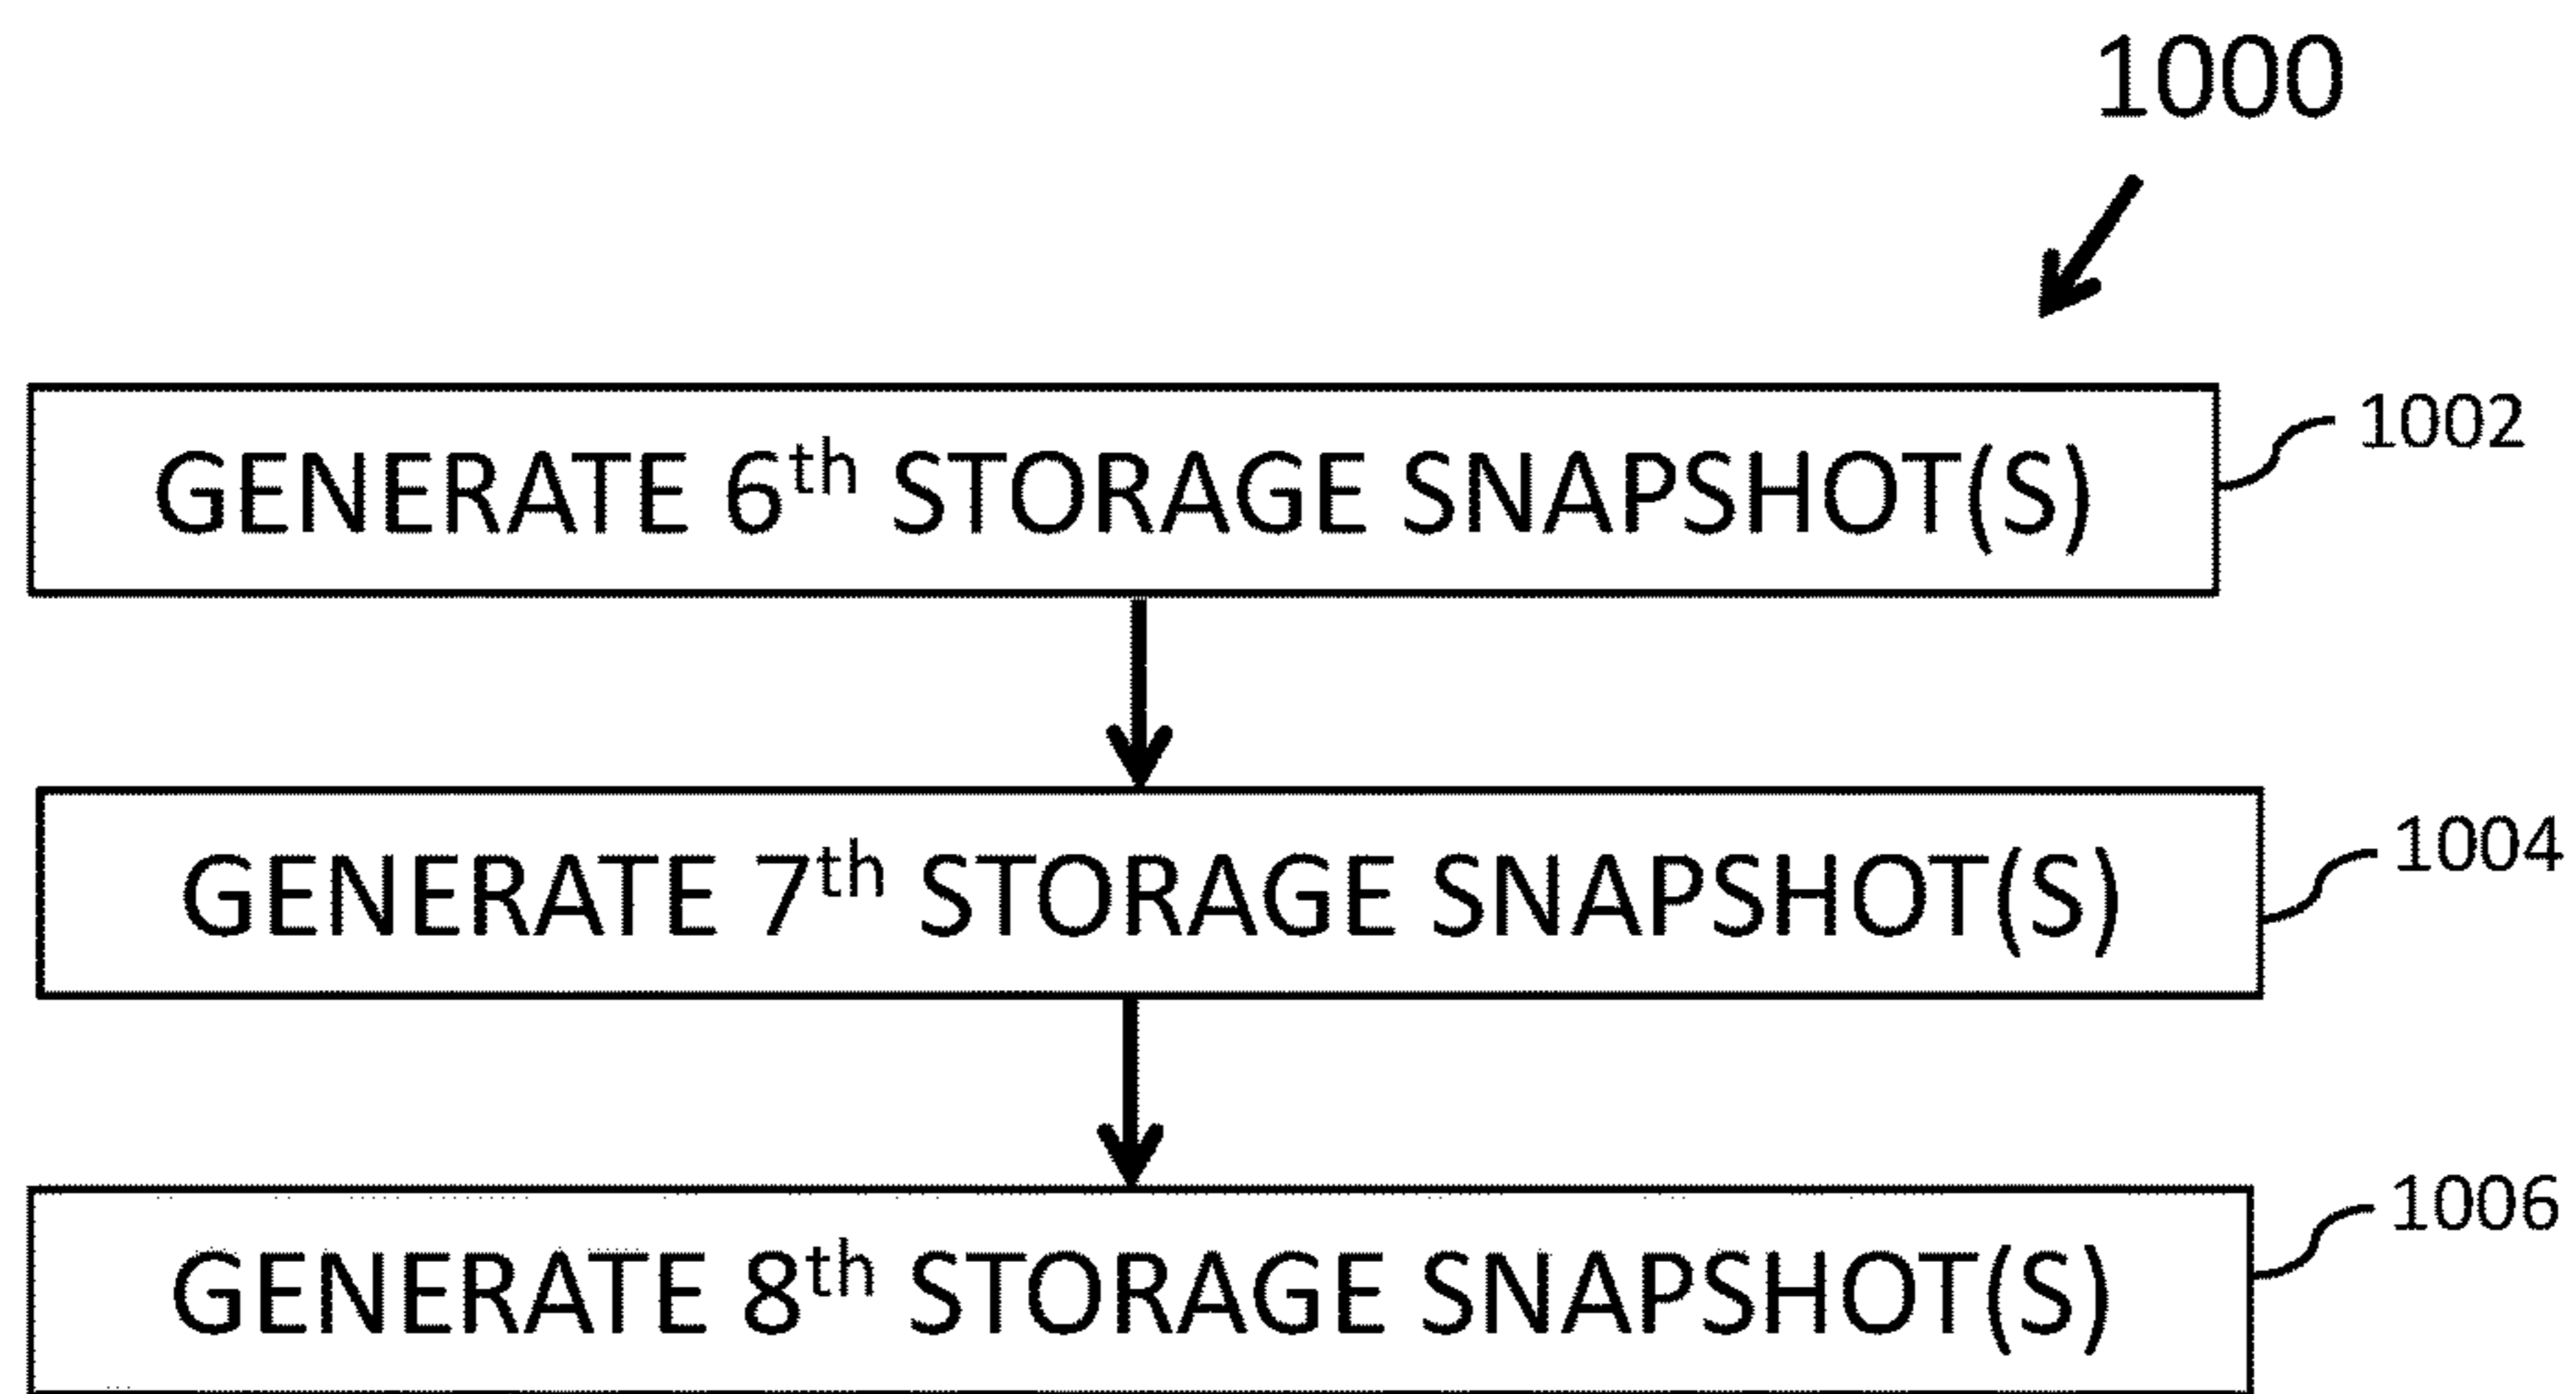 1000
GENERATE 6th STORAGE SNAPSHOT(S)
1002
GENERATE 7th STORAGE SNAPSHOT(S)
1004
GENERATE 8th STORAGE SNAPSHOT(S)
1006